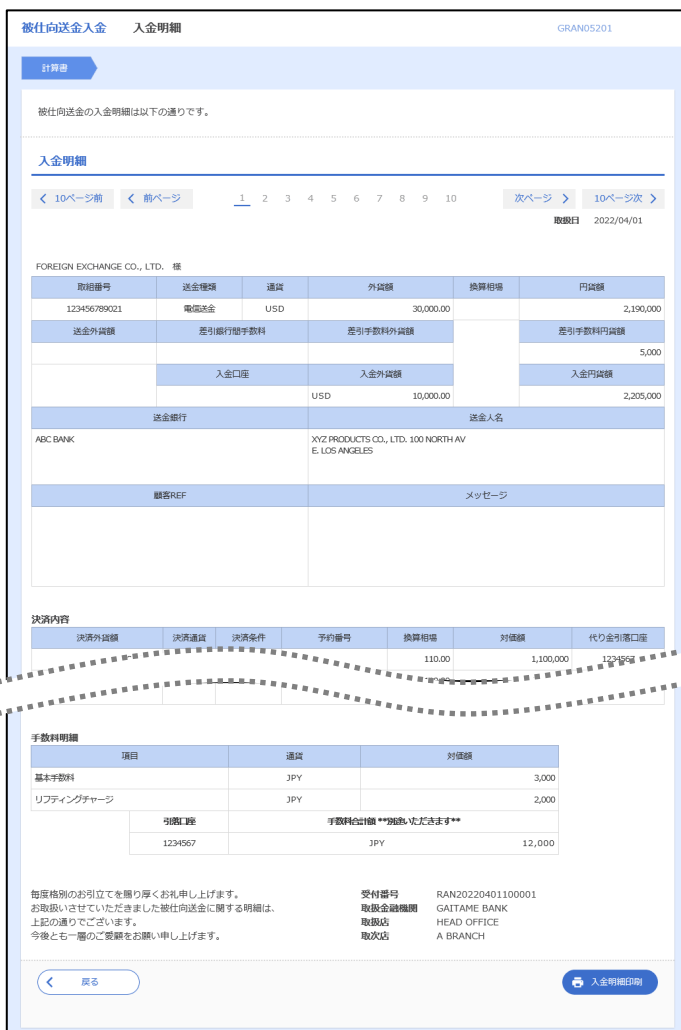 被仕向送金入金 入金明細 GRAN05201
計算書
被仕向送金の入金明細は以下の通りです。
入金明細
10ページ前 前ページ 1 2 3 4 5 6 7 8 9 10 次ページ 10ページ次
取扱日 2022/04/01
FOREIGN EXCHANGE CO., LTD. 様
取組番号 送金種類 通貨 外貨額 換算相場 円貨額
123456789021 電信送金 USD 30,000.00 2,190,000
送金外貨額 差引銀行間手数料 差引手数料外貨額 差引手数料円貨額
5,000
入金口座 入金外貨額 入金円貨額
USD 10,000.00 2,205,000
送金銀行 送金人名
ABC BANK XYZ PRODUCTS CO., LTD. 100 NORTH AV
E. LOS ANGELES
顧客REF メッセージ
決済内容
決済外貨額 決済通貨 決済条件 予約番号 換算相場 対価額 代り金引落口座
110.00 1,100,000 1234567
手数料明細
項目 通貨 対価額
基本手数料 JPY 3,000
リフティングチャージ JPY 2,000
引落口座 手数料合計額 **別途いただきます**
1234567 JPY 12,000
毎度格別のお引立てを賜り厚くお礼申し上げます。 受付番号 RAN20220401100001
お取扱いさせていただきました被仕向送金に関する明細は、 取扱金融機関 GAITAME BANK
上記の通りでございます。 取扱店 HEAD OFFICE
今後とも一層のご愛顧をお願い申し上げます。 取次店 A BRANCH
戻る 入金明細印刷